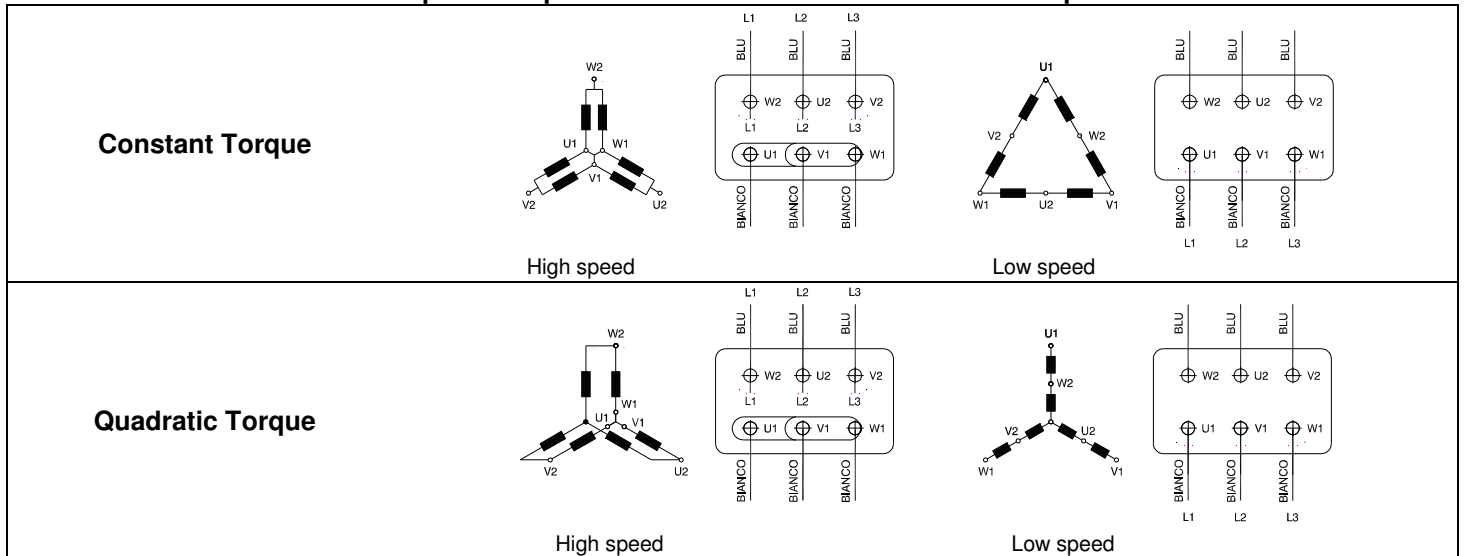 Constant Torque
W2
U1 W1
V1
V2 U2
High speed
L1 L2 L3
BLU BLU BLU
W2 U2 V2
L1 L2 L3
U1 V1 W1
BIANCO BIANCO BIANCO
U1
V2 W2
W1 U2 V1
Low speed
BLU BLU BLU
W2 U2 V2
U1 V1 W1
BIANCO BIANCO BIANCO
L1 L2 L3
Quadratic Torque
W2
W1
U1 V1
V2 U2
High speed
L1 L2 L3
BLU BLU BLU
W2 U2 V2
L1 L2 L3
U1 V1 W1
BIANCO BIANCO BIANCO
U1
W2
V2 U2
W1 V1
Low speed
BLU BLU BLU
W2 U2 V2
U1 V1 W1
BIANCO BIANCO BIANCO
L1 L2 L3